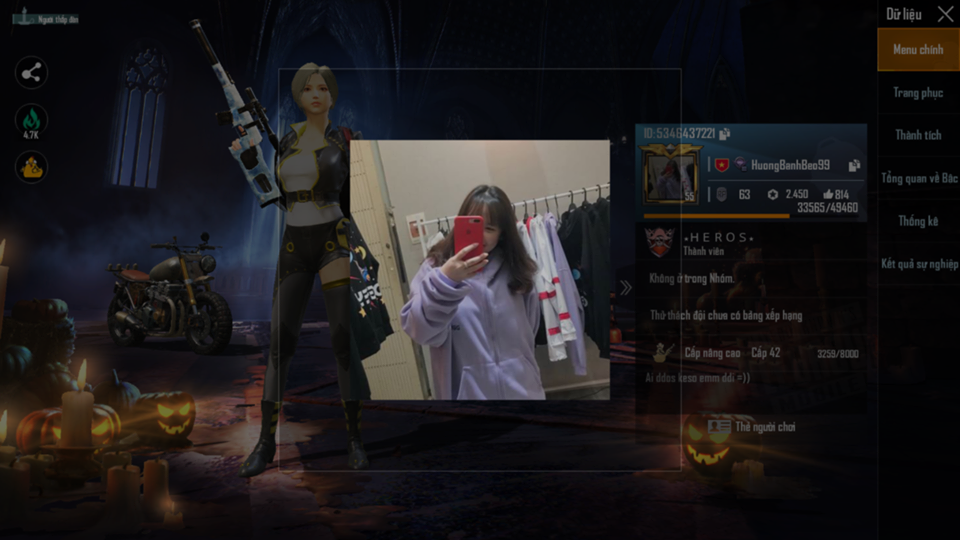 Người thắp đèn
4.7K
ID:5346437221
HuongBanhBeo99
55
63
2.450
814
33565/49460
•HEROS•
Thành viên
Không ở trong Nhóm.
Thử thách đội chưa có bảng xếp hạng
Cấp nâng cao Cấp 42
3259/8000
Ai ddos keso emm ddi =))
Thẻ người chơi
Dữ liệu
Menu chính
Trang phục
Thành tích
Tổng quan về Bậc
Thống kê
Kết quả sự nghiệp